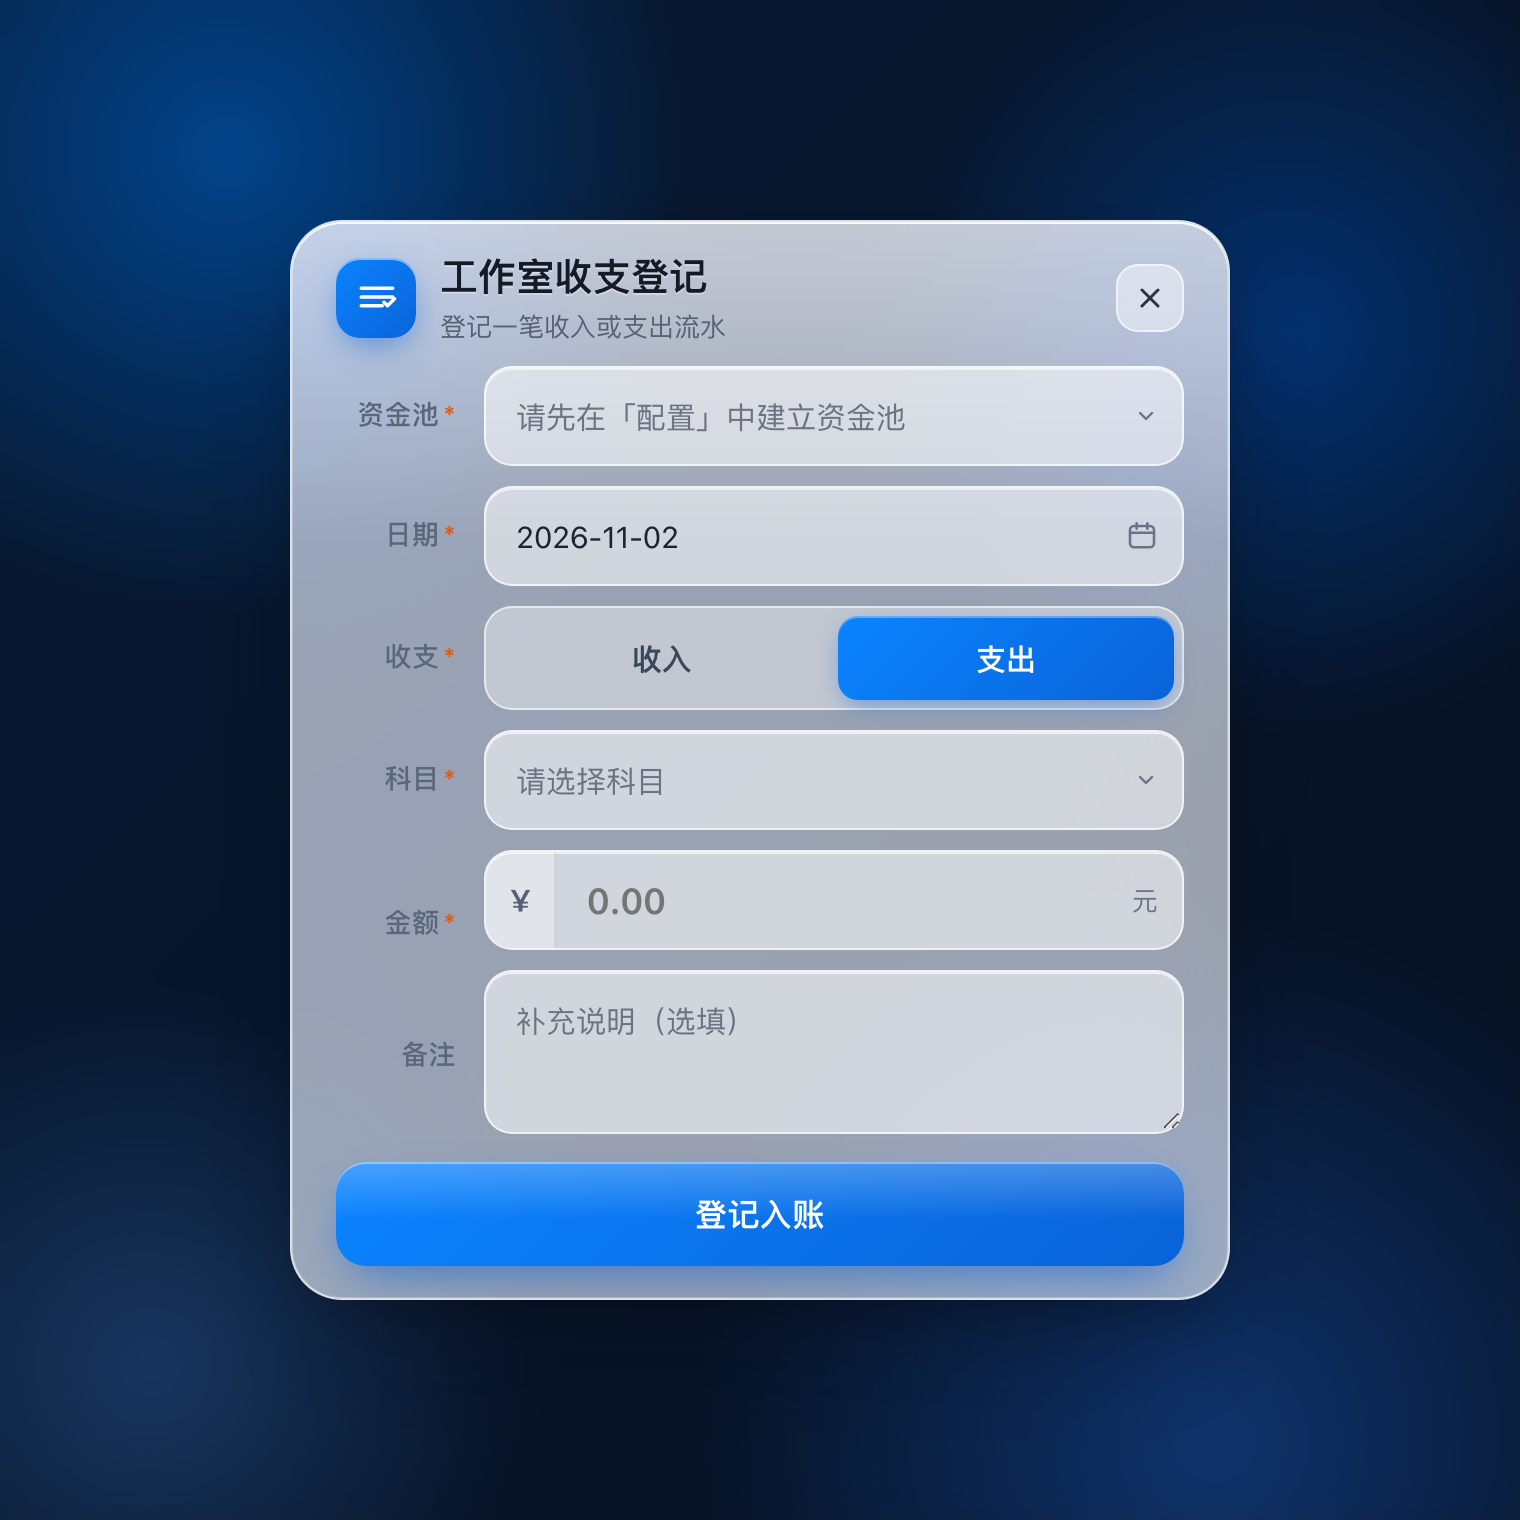 工作室收支登记
登记一笔收入或支出流水
资金池* 请先在「配置」中建立资金池
日期* 2026-11-02
收支* 收入 支出
科目* 请选择科目
金额* ¥ 0.00 元
备注 补充说明（选填）
登记入账